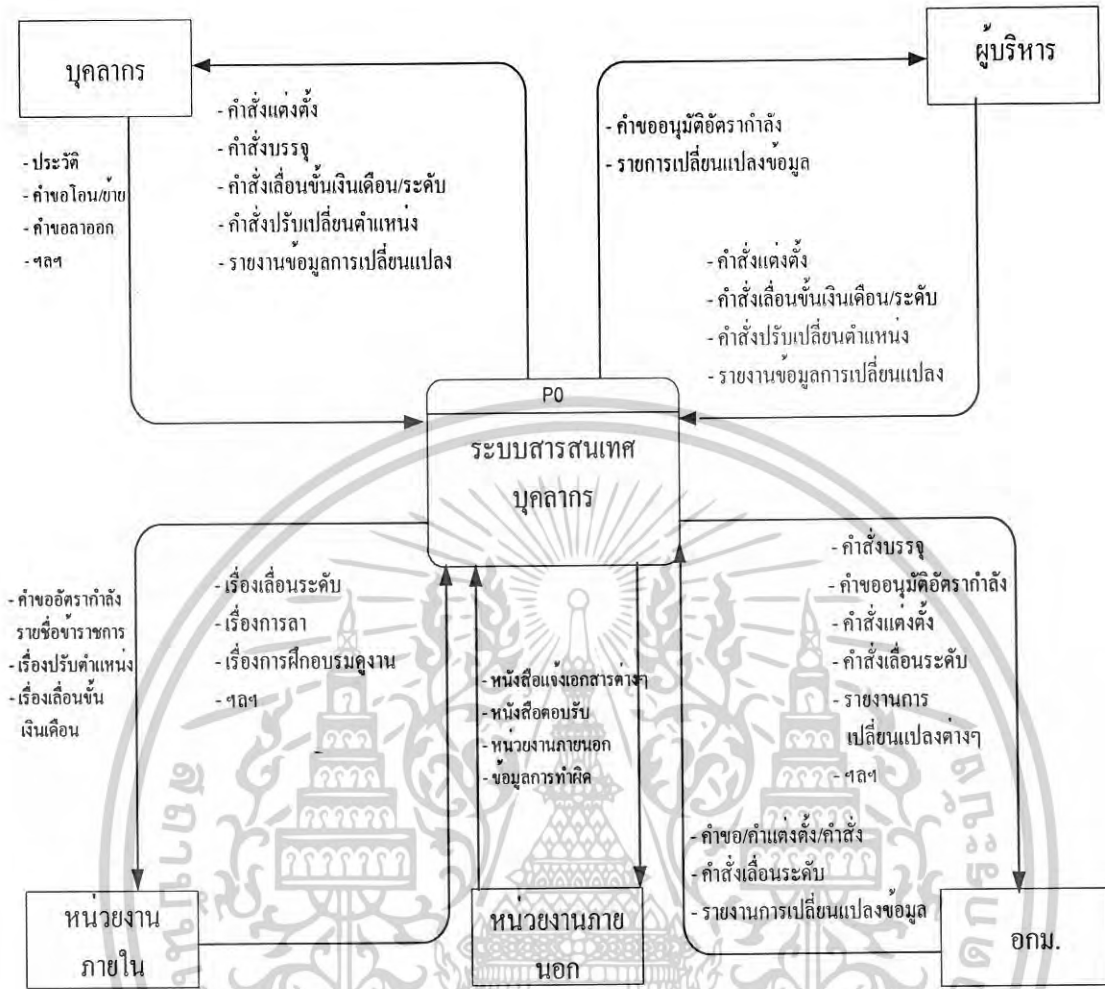 บุคลากร
ผู้บริหาร
- คำสั่งแต่งตั้ง
- คำสั่งบรรจุ
- คำสั่งเลื่อนขั้นเงินเดือน/ระดับ
- คำสั่งปรับเปลี่ยนตำแหน่ง
- รายงานข้อมูลการเปลี่ยนแปลง
- ประวัติ
- คำขอโอน/ย้าย
- คำขอลาออก
- ฯลฯ
- คำขออนุมัติอัตรากำลัง
- รายการเปลี่ยนแปลงข้อมูล
- คำสั่งแต่งตั้ง
- คำสั่งเลื่อนขั้นเงินเดือน/ระดับ
- คำสั่งปรับเปลี่ยนตำแหน่ง
- รายงานข้อมูลการเปลี่ยนแปลง
P0
ระบบสารสนเทศ
บุคลากร
- คำขออัตรากำลัง
รายชื่อข้าราชการ
- เรื่องปรับตำแหน่ง
- เรื่องเลื่อนขั้น
เงินเดือน
- เรื่องเลื่อนระดับ
- เรื่องการลา
- เรื่องการฝึกอบรมดูงาน
- ฯลฯ
- หนังสือแจ้งเอกสารต่างๆ
- หนังสือตอบรับ
- หน่วยงานภายนอก
- ข้อมูลการทำผิด
- คำสั่งบรรจุ
- คำขออนุมัติอัตรากำลัง
- คำสั่งแต่งตั้ง
- คำสั่งเลื่อนระดับ
- รายงานการ
เปลี่ยนแปลงต่างๆ
- ฯลฯ
- คำขอ/คำแต่งตั้ง/คำสั่ง
- คำสั่งเลื่อนระดับ
- รายงานการเปลี่ยนแปลงข้อมูล
หน่วยงาน
ภายใน
หน่วยงานภาย
นอก
อกม.